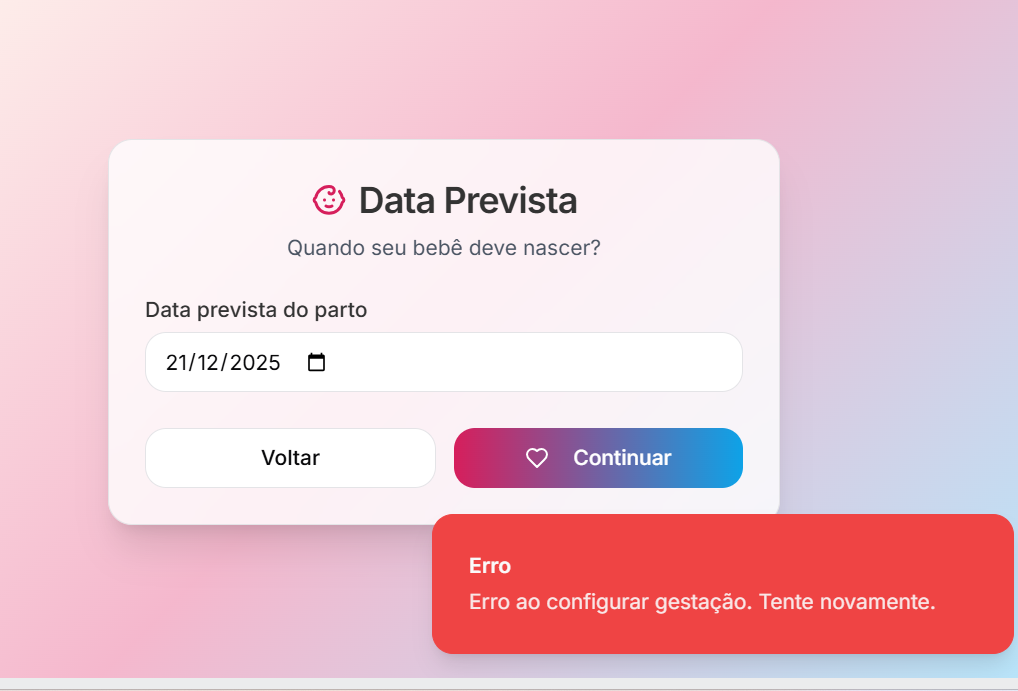 Data Prevista
Quando seu bebê deve nascer?
Data prevista do parto
21/12/2025
Voltar
Continuar
Erro
Erro ao configurar gestação. Tente novamente.